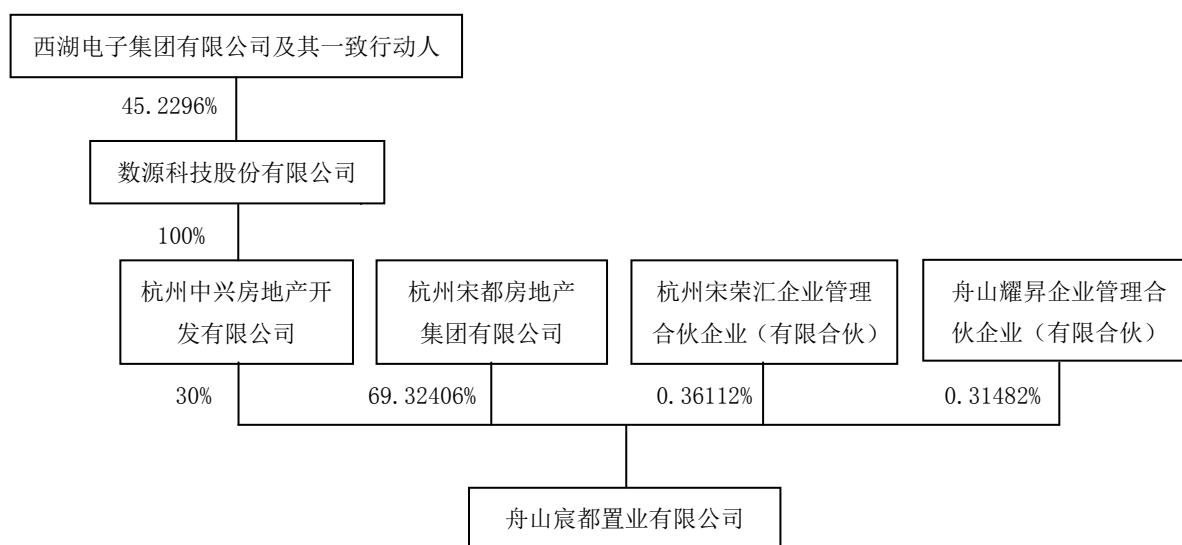 西湖电子集团有限公司及其一致行动人
45.2296%
数源科技股份有限公司
100%
杭州中兴房地产开
发有限公司
杭州宋都房地产
集团有限公司
杭州宋荣汇企业管理
合伙企业（有限合伙）
舟山耀昇企业管理合
伙企业（有限合伙）
30%
69.32406%
0.36112%
0.31482%
舟山宸都置业有限公司